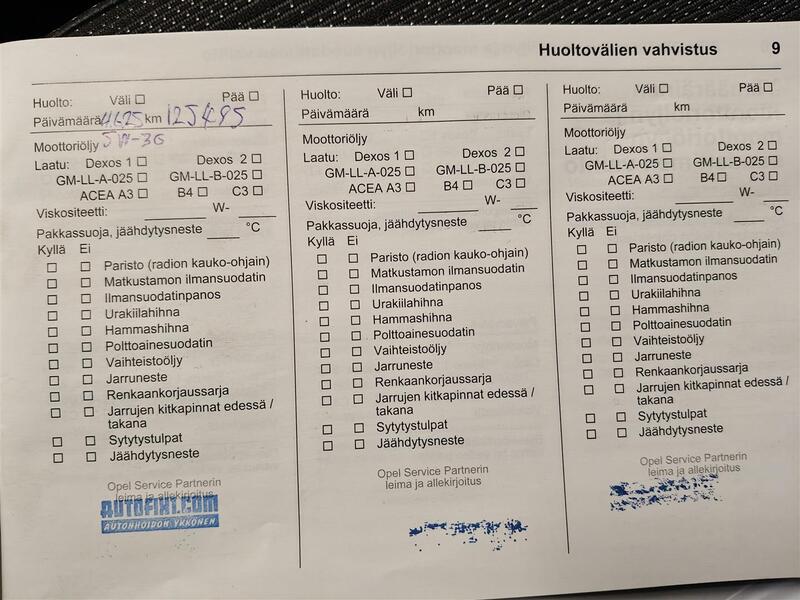 Huoltovälien vahvistus 9
Huolto: Väli ☐ Pää ☐
Päivämäärä km 125495
5W-30
Moottoriöljy
Laatu: Dexos 1 ☐ Dexos 2 ☐
GM-LL-A-025 ☐ GM-LL-B-025 ☐
ACEA A3 ☐ B4 ☐ C3 ☐
Viskositeetti: W-
Pakkassuoja, jäähdytysneste °C
Kyllä Ei
☐ ☐ Paristo (radion kauko-ohjain)
☐ ☐ Matkustamon ilmansuodatin
☐ ☐ Ilmansuodatinpanos
☐ ☐ Urakiilahihna
☐ ☐ Hammashihna
☐ ☐ Polttoainesuodatin
☐ ☐ Vaihteistoöljy
☐ ☐ Jarruneste
☐ ☐ Renkaankorjaussarja
☐ ☐ Jarrujen kitkapinnat edessä /
takana
☐ ☐ Sytytystulpat
☐ ☐ Jäähdytysneste
Opel Service Partnerin
leima ja allekirjoitus
AUTOFIX1.COM
AUTONHOIDON YKKÖNEN
Huolto: Väli ☐ Pää ☐
Päivämäärä km
Moottoriöljy
Laatu: Dexos 1 ☐ Dexos 2 ☐
GM-LL-A-025 ☐ GM-LL-B-025 ☐
ACEA A3 ☐ B4 ☐ C3 ☐
Viskositeetti: W-
Pakkassuoja, jäähdytysneste °C
Kyllä Ei
☐ ☐ Paristo (radion kauko-ohjain)
☐ ☐ Matkustamon ilmansuodatin
☐ ☐ Ilmansuodatinpanos
☐ ☐ Urakiilahihna
☐ ☐ Hammashihna
☐ ☐ Polttoainesuodatin
☐ ☐ Vaihteistoöljy
☐ ☐ Jarruneste
☐ ☐ Renkaankorjaussarja
☐ ☐ Jarrujen kitkapinnat edessä /
takana
☐ ☐ Sytytystulpat
☐ ☐ Jäähdytysneste
Opel Service Partnerin
leima ja allekirjoitus
Huolto: Väli ☐ Pää ☐
Päivämäärä km
Moottoriöljy
Laatu: Dexos 1 ☐ Dexos 2 ☐
GM-LL-A-025 ☐ GM-LL-B-025 ☐
ACEA A3 ☐ B4 ☐ C3 ☐
Viskositeetti: W-
Pakkassuoja, jäähdytysneste °C
Kyllä Ei
☐ ☐ Paristo (radion kauko-ohjain)
☐ ☐ Matkustamon ilmansuodatin
☐ ☐ Ilmansuodatinpanos
☐ ☐ Urakiilahihna
☐ ☐ Hammashihna
☐ ☐ Polttoainesuodatin
☐ ☐ Vaihteistoöljy
☐ ☐ Jarruneste
☐ ☐ Renkaankorjaussarja
☐ ☐ Jarrujen kitkapinnat edessä /
takana
☐ ☐ Sytytystulpat
☐ ☐ Jäähdytysneste
Opel Service Partnerin
leima ja allekirjoitus